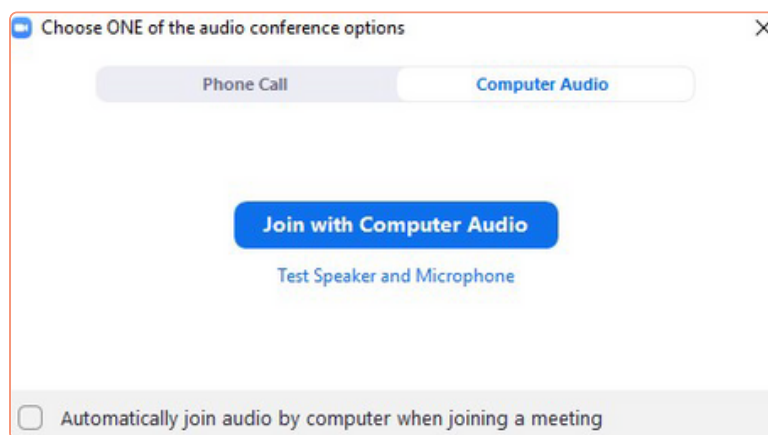 Choose ONE of the audio conference options
Phone Call
Computer Audio
Join with Computer Audio
Test Speaker and Microphone
Automatically join audio by computer when joining a meeting